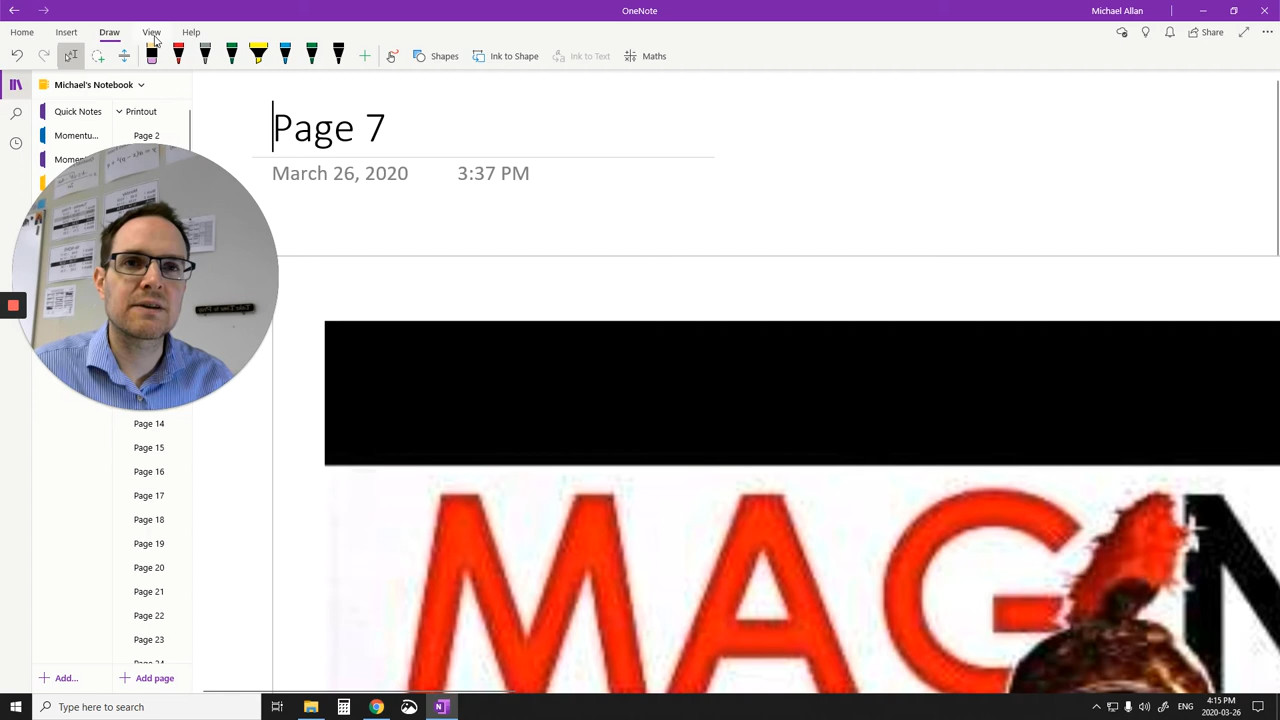 OneNote
Michael Allan
Home Insert Draw View Help
Share
Shapes Ink to Shape Ink to Text Maths
Michael's Notebook
Quick Notes
Momentu...
Printout
Page 2
Page 14
Page 15
Page 16
Page 17
Page 18
Page 19
Page 20
Page 21
Page 22
Page 23
Add...
Add page
Page 7
March 26, 2020 3:37 PM
MAG
Type here to search
ENG
4:15 PM
2020-03-26